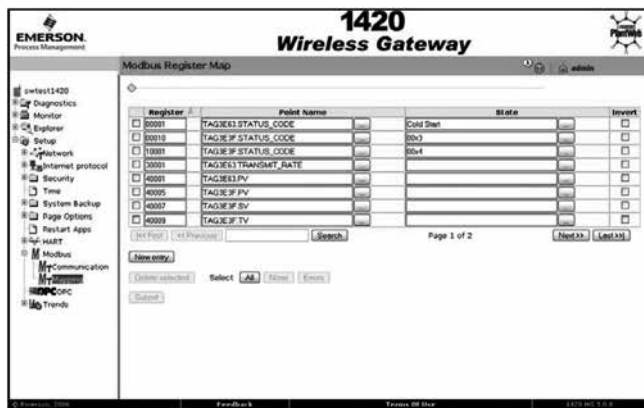 EMERSON
Process Management
1420
Wireless Gateway
PlantWeb
Modbus Register Map
admin
swtest1420
Diagnostics
Monitor
Explorer
Setup
Network
Internet protocol
Security
Time
System Backup
Page Options
Restart Apps
HART
Modbus
Communication
Mapping
OPC
Trends
Register Point Name State Invert
00001 TAG3E63.STATUS_CODE ... Cold Start ...
00010 TAG3E3F.STATUS_CODE ... 00x3 ...
10001 TAG3E3F.STATUS_CODE ... 00x4 ...
30001 TAG3E63.TRANSMIT_RATE ... ...
40001 TAG3E63.PV ... ...
40005 TAG3E3F.PV ... ...
40007 TAG3E3F.SV ... ...
40009 TAG3E3F.TV ... ...
|<< First << Previous Search Page 1 of 2 Next >> Last >>|
New entry
Delete selected Select All None Errors
Submit
© Emerson, 2006 Feedback Terms Of Use